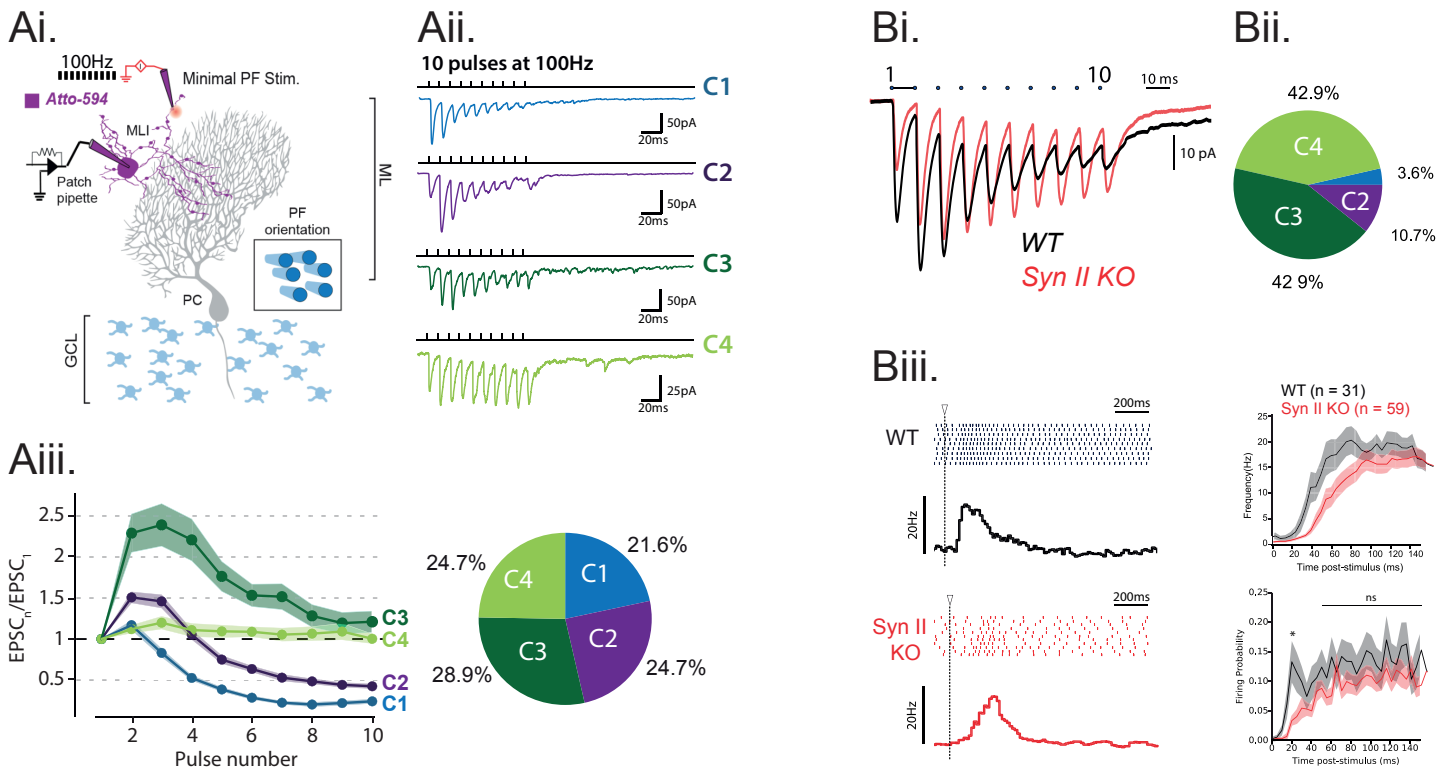 Ai.
100Hz
Minimal PF Stim.
Atto-594
MLI
Patch
pipette
ML
PF
orientation
PC
GCL
Aii.
10 pulses at 100Hz
C1
50pA
20ms
C2
50pA
20ms
C3
50pA
20ms
C4
25pA
20ms
Aiii.
EPSCn/EPSC1
2.5
2
1.5
1
0.5
2 4 6 8 10
Pulse number
C3
C4
C2
C1
24.7%
21.6%
C4
C1
C3
C2
28.9%
24.7%
Bi.
1 10 10 ms
10 pA
WT
Syn II KO
Bii.
42.9%
C4
3.6%
C2
C3
10.7%
42 9%
Biii.
200ms
WT
20Hz
200ms
Syn II
KO
20Hz
WT (n = 31)
Syn II KO (n = 59)
Frequency(Hz)
25
20
15
10
5
0
0 20 40 60 80 100 120 140
Time post-stimulus (ms)
Firing Probability
0,20
0,25
0,15
0,10
0,05
0,00
*
ns
0 20 40 60 80 100 120 140
Time post-stimulus (ms)